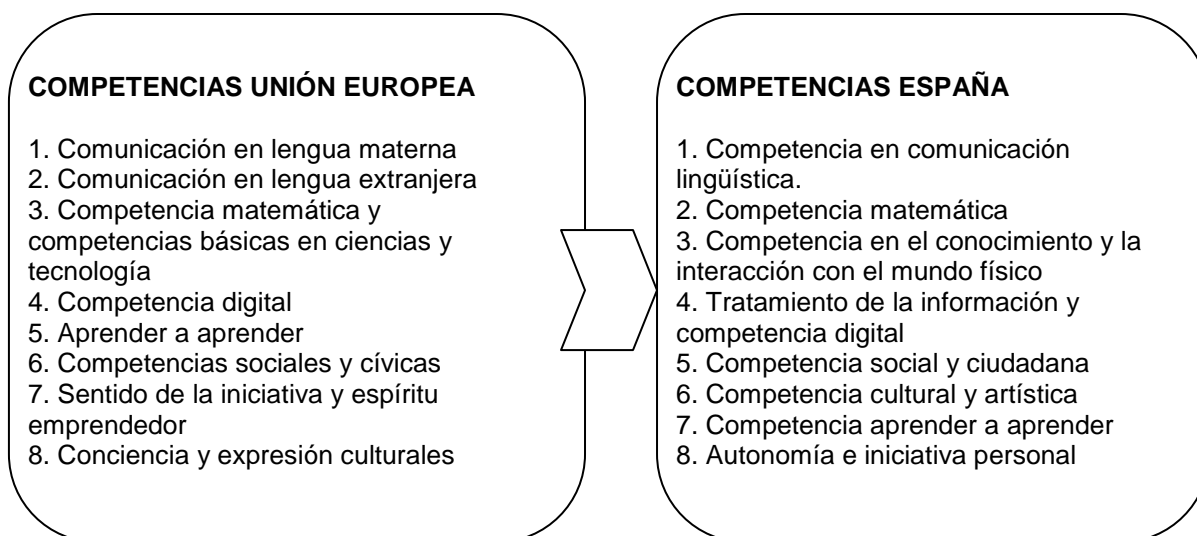 COMPETENCIAS UNIÓN EUROPEA
1. Comunicación en lengua materna
2. Comunicación en lengua extranjera
3. Competencia matemática y
competencias básicas en ciencias y
tecnología
4. Competencia digital
5. Aprender a aprender
6. Competencias sociales y cívicas
7. Sentido de la iniciativa y espíritu
emprendedor
8. Conciencia y expresión culturales
COMPETENCIAS ESPAÑA
1. Competencia en comunicación
lingüística.
2. Competencia matemática
3. Competencia en el conocimiento y la
interacción con el mundo físico
4. Tratamiento de la información y
competencia digital
5. Competencia social y ciudadana
6. Competencia cultural y artística
7. Competencia aprender a aprender
8. Autonomía e iniciativa personal